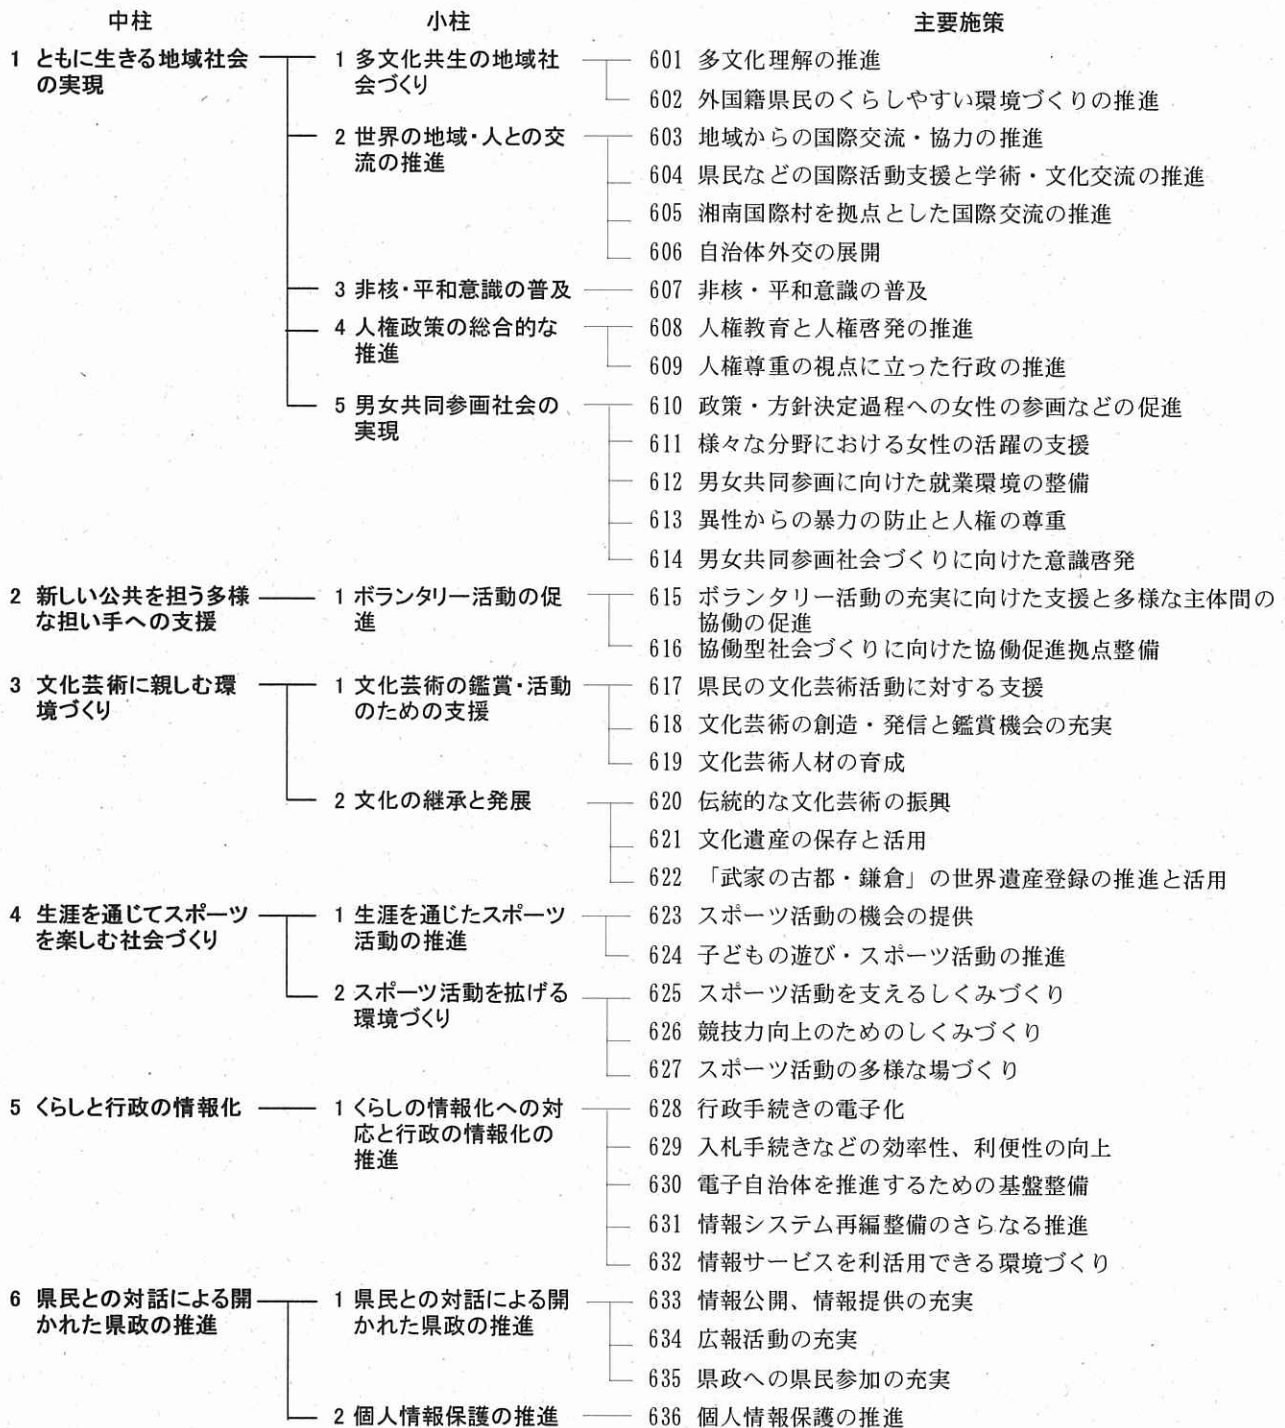 中柱 小柱 主要施策
1 ともに生きる地域社会 1 多文化共生の地域社 601 多文化理解の推進
の実現 会づくり
602 外国籍県民のくらしやすい環境づくりの推進
2 世界の地域・人との交 603 地域からの国際交流・協力の推進
流の推進
604 県民などの国際活動支援と学術・文化交流の推進
605 湘南国際村を拠点とした国際交流の推進
606 自治体外交の展開
3 非核・平和意識の普及 607 非核・平和意識の普及
4 人権政策の総合的な 608 人権教育と人権啓発の推進
推進
609 人権尊重の視点に立った行政の推進
5 男女共同参画社会の 610 政策・方針決定過程への女性の参画などの促進
実現
611 様々な分野における女性の活躍の支援
612 男女共同参画に向けた就業環境の整備
613 異性からの暴力の防止と人権の尊重
614 男女共同参画社会づくりに向けた意識啓発
2 新しい公共を担う多様 1 ボランタリー活動の促 615 ボランタリー活動の充実に向けた支援と多様な主体間の
な担い手への支援 進 協働の促進
616 協働型社会づくりに向けた協働促進拠点整備
3 文化芸術に親しむ環 1 文化芸術の鑑賞・活動 617 県民の文化芸術活動に対する支援
境づくり のための支援
618 文化芸術の創造・発信と鑑賞機会の充実
619 文化芸術人材の育成
2 文化の継承と発展 620 伝統的な文化芸術の振興
621 文化遺産の保存と活用
622 「武家の古都・鎌倉」の世界遺産登録の推進と活用
4 生涯を通じてスポーツ 1 生涯を通じたスポーツ 623 スポーツ活動の機会の提供
を楽しむ社会づくり 活動の推進
624 子どもの遊び・スポーツ活動の推進
2 スポーツ活動を拡げる 625 スポーツ活動を支えるしくみづくり
環境づくり
626 競技力向上のためのしくみづくり
627 スポーツ活動の多様な場づくり
5 くらしと行政の情報化 1 くらしの情報化への対 628 行政手続きの電子化
応と行政の情報化の
推進
629 入札手続きなどの効率性、利便性の向上
630 電子自治体を推進するための基盤整備
631 情報システム再編整備のさらなる推進
632 情報サービスを利活用できる環境づくり
6 県民との対話による開 1 県民との対話による開 633 情報公開、情報提供の充実
かれた県政の推進 かれた県政の推進
634 広報活動の充実
635 県政への県民参加の充実
2 個人情報保護の推進 636 個人情報保護の推進